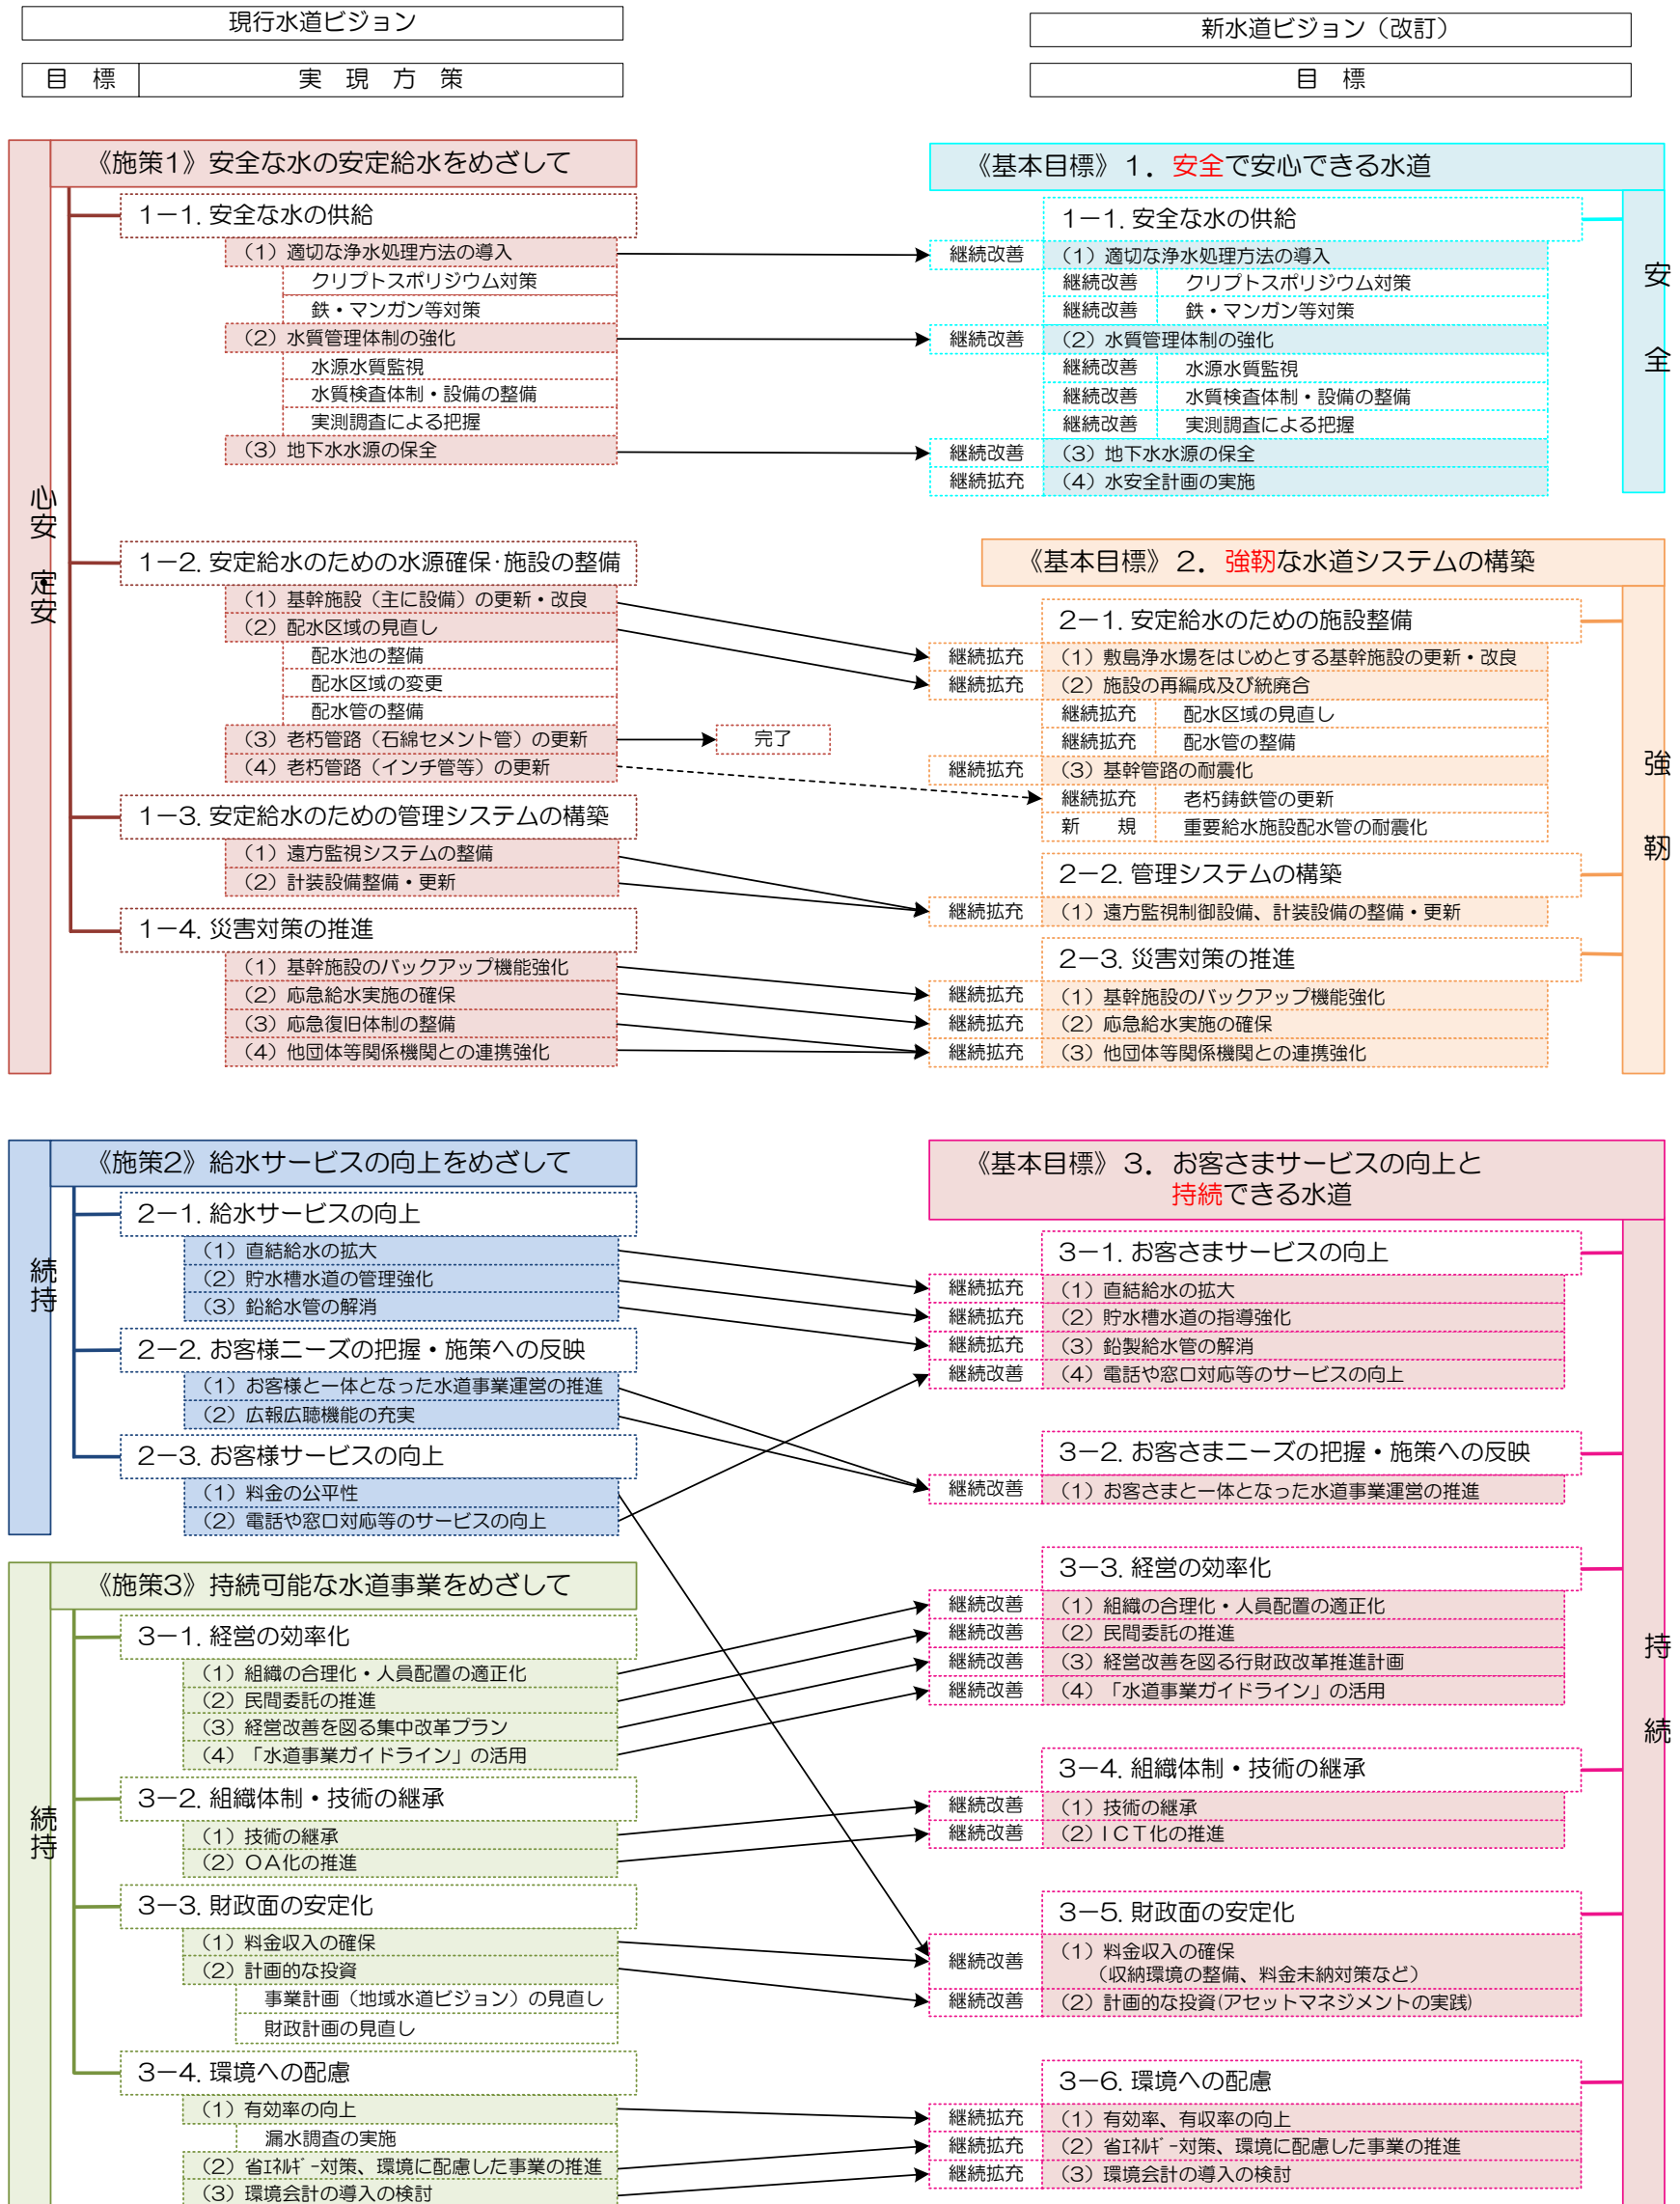 現行水道ビジョン
目　標
実　現　方　策
心安・定安
《施策1》安全な水の安定給水をめざして
1－1. 安全な水の供給
（1）適切な浄水処理方法の導入
クリプトスポリジウム対策
鉄・マンガン等対策
（2）水質管理体制の強化
水源水質監視
水質検査体制・設備の整備
実測調査による把握
（3）地下水水源の保全
1－2. 安定給水のための水源確保･施設の整備
（1）基幹施設（主に設備）の更新・改良
（2）配水区域の見直し
配水池の整備
配水区域の変更
配水管の整備
（3）老朽管路（石綿セメント管）の更新
完了
（4）老朽管路（インチ管等）の更新
1－3. 安定給水のための管理システムの構築
（1）遠方監視システムの整備
（2）計装設備整備・更新
1－4. 災害対策の推進
（1）基幹施設のバックアップ機能強化
（2）応急給水実施の確保
（3）応急復旧体制の整備
（4）他団体等関係機関との連携強化
続持
《施策2》給水サービスの向上をめざして
2－1. 給水サービスの向上
（1）直結給水の拡大
（2）貯水槽水道の管理強化
（3）鉛給水管の解消
2－2. お客様ニーズの把握・施策への反映
（1）お客様と一体となった水道事業運営の推進
（2）広報広聴機能の充実
2－3. お客様サービスの向上
（1）料金の公平性
（2）電話や窓口対応等のサービスの向上
続持
《施策3》持続可能な水道事業をめざして
3－1. 経営の効率化
（1）組織の合理化・人員配置の適正化
（2）民間委託の推進
（3）経営改善を図る集中改革プラン
（4）「水道事業ガイドライン」の活用
3－2. 組織体制・技術の継承
（1）技術の継承
（2）OA化の推進
3－3. 財政面の安定化
（1）料金収入の確保
（2）計画的な投資
事業計画（地域水道ビジョン）の見直し
財政計画の見直し
3－4. 環境への配慮
（1）有効率の向上
漏水調査の実施
（2）省ｴﾈﾙｷﾞｰ対策、環境に配慮した事業の推進
（3）環境会計の導入の検討
新水道ビジョン（改訂）
目　標
《基本目標》1．安全で安心できる水道
安　全
1－1. 安全な水の供給
継続改善 （1）適切な浄水処理方法の導入
継続改善 クリプトスポリジウム対策
継続改善 鉄・マンガン等対策
継続改善 （2）水質管理体制の強化
継続改善 水源水質監視
継続改善 水質検査体制・設備の整備
継続改善 実測調査による把握
継続改善 （3）地下水水源の保全
継続拡充 （4）水安全計画の実施
《基本目標》2．強靭な水道システムの構築
強　靭
2－1. 安定給水のための施設整備
継続拡充 （1）敷島浄水場をはじめとする基幹施設の更新・改良
継続拡充 （2）施設の再編成及び統廃合
継続拡充 配水区域の見直し
継続拡充 配水管の整備
継続拡充 （3）基幹管路の耐震化
継続拡充 老朽鋳鉄管の更新
新　規 重要給水施設配水管の耐震化
2－2. 管理システムの構築
継続拡充 （1）遠方監視制御設備、計装設備の整備・更新
2－3. 災害対策の推進
継続拡充 （1）基幹施設のバックアップ機能強化
継続拡充 （2）応急給水実施の確保
継続拡充 （3）他団体等関係機関との連携強化
《基本目標》3．お客さまサービスの向上と
持続できる水道
持　続
3－1. お客さまサービスの向上
継続拡充 （1）直結給水の拡大
継続拡充 （2）貯水槽水道の指導強化
継続拡充 （3）鉛製給水管の解消
継続改善 （4）電話や窓口対応等のサービスの向上
3－2. お客さまニーズの把握・施策への反映
継続改善 （1）お客さまと一体となった水道事業運営の推進
3－3. 経営の効率化
継続改善 （1）組織の合理化・人員配置の適正化
継続改善 （2）民間委託の推進
継続改善 （3）経営改善を図る行財政改革推進計画
継続改善 （4）「水道事業ガイドライン」の活用
3－4. 組織体制・技術の継承
継続改善 （1）技術の継承
継続改善 （2）ＩＣＴ化の推進
3－5. 財政面の安定化
継続改善 （1）料金収入の確保
（収納環境の整備、料金未納対策など）
継続改善 （2）計画的な投資(アセットマネジメントの実践)
3－6. 環境への配慮
継続拡充 （1）有効率、有収率の向上
継続拡充 （2）省ｴﾈﾙｷﾞｰ対策、環境に配慮した事業の推進
継続拡充 （3）環境会計の導入の検討